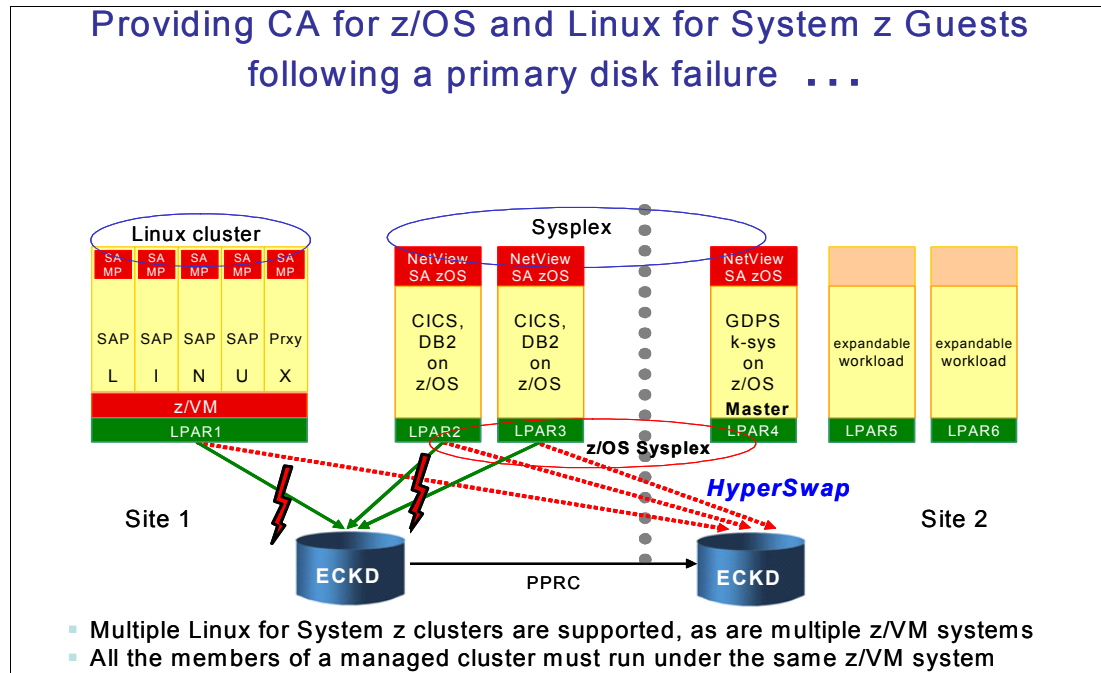 Providing CA for z/OS and Linux for System z Guests
following a primary disk failure ...
Linux cluster
Sysplex
SA MP
SA MP
SA MP
SA MP
SA MP
NetView
SA zOS
NetView
SA zOS
NetView
SA zOS
SAP
SAP
SAP
SAP
Prxy
L I N U X
z/VM
LPAR1
CICS,
DB2
on
z/OS
LPAR2
CICS,
DB2
on
z/OS
LPAR3
GDPS
k-sys
on
z/OS
Master
LPAR4
expandable
workload
LPAR5
expandable
workload
LPAR6
z/OS Sysplex
HyperSwap
Site 1
Site 2
ECKD
PPRC
ECKD
▪ Multiple Linux for System z clusters are supported, as are multiple z/VM systems
▪ All the members of a managed cluster must run under the same z/VM system